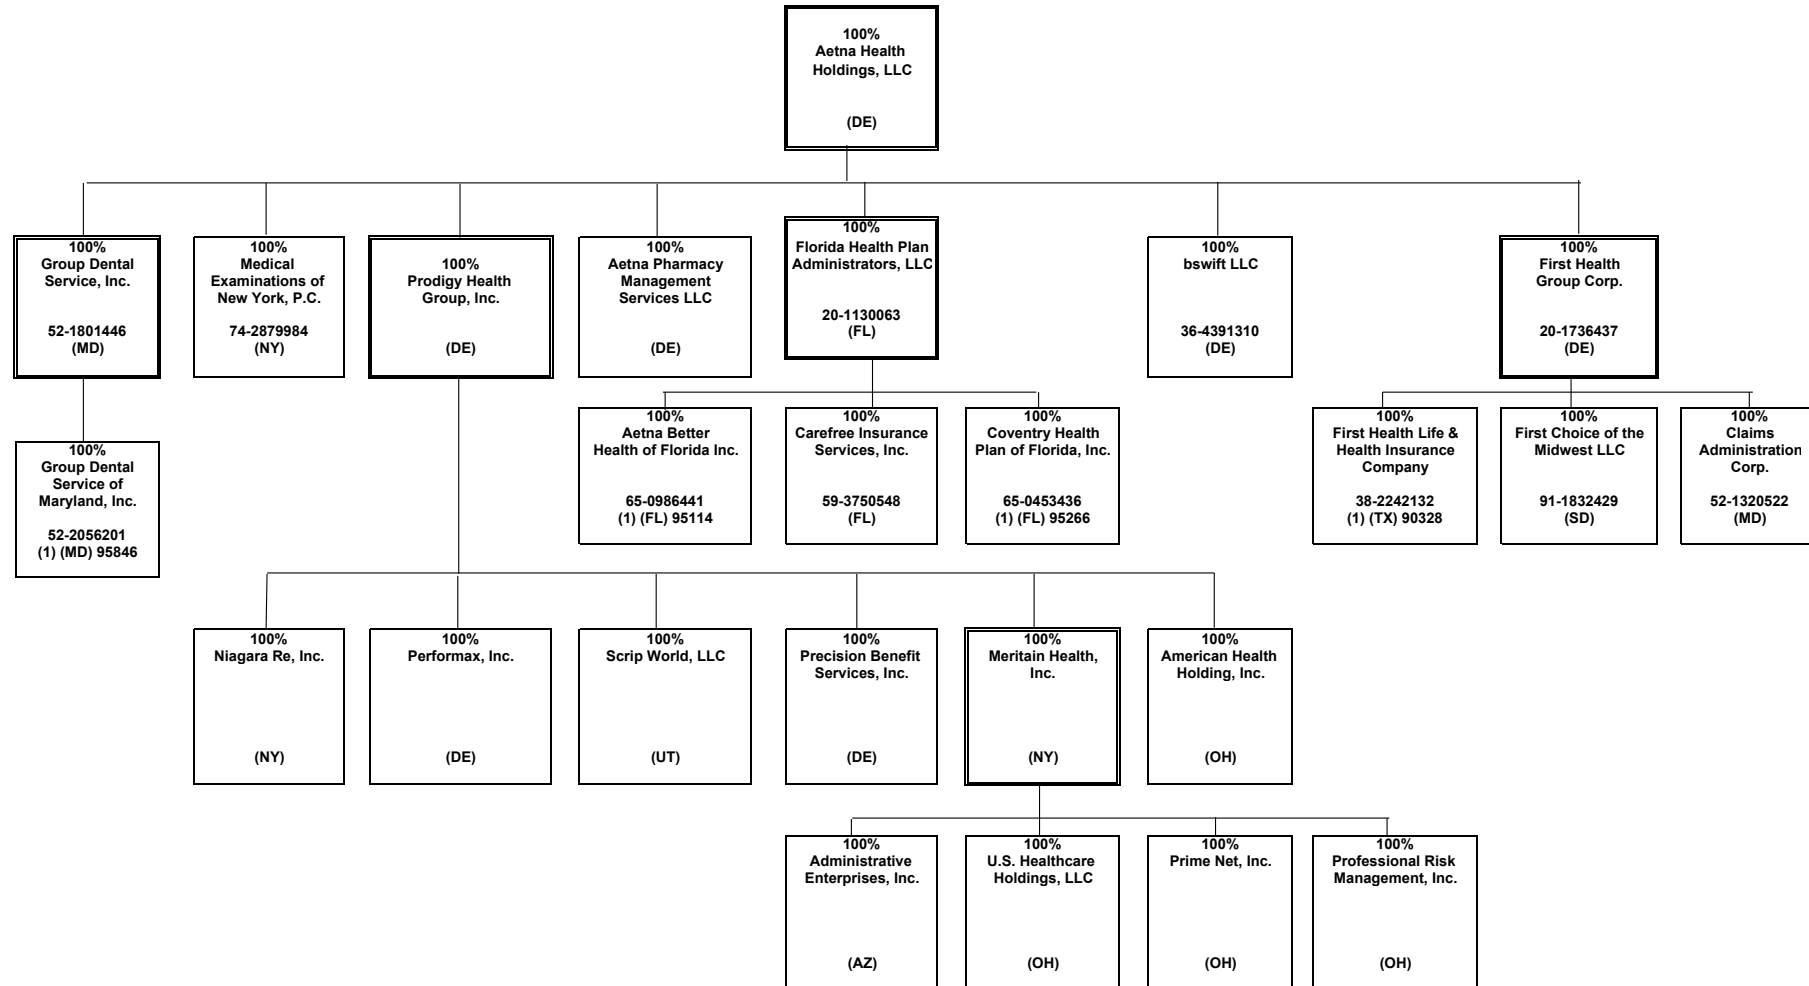 100%
Aetna Health
Holdings, LLC
(DE)
100%
Group Dental
Service, Inc.
52-1801446
(MD)
100%
Medical
Examinations of
New York, P.C.
74-2879984
(NY)
100%
Prodigy Health
Group, Inc.
(DE)
100%
Aetna Pharmacy
Management
Services LLC
(DE)
100%
Florida Health Plan
Administrators, LLC
20-1130063
(FL)
100%
bswift LLC
36-4391310
(DE)
100%
First Health
Group Corp.
20-1736437
(DE)
100%
Group Dental
Service of
Maryland, Inc.
52-2056201
(1) (MD) 95846
100%
Aetna Better
Health of Florida Inc.
65-0986441
(1) (FL) 95114
100%
Carefree Insurance
Services, Inc.
59-3750548
(FL)
100%
Coventry Health
Plan of Florida, Inc.
65-0453436
(1) (FL) 95266
100%
First Health Life &
Health Insurance
Company
38-2242132
(1) (TX) 90328
100%
First Choice of the
Midwest LLC
91-1832429
(SD)
100%
Claims
Administration
Corp.
52-1320522
(MD)
100%
Niagara Re, Inc.
(NY)
100%
Performax, Inc.
(DE)
100%
Scrip World, LLC
(UT)
100%
Precision Benefit
Services, Inc.
(DE)
100%
Meritain Health,
Inc.
(NY)
100%
American Health
Holding, Inc.
(OH)
100%
Administrative
Enterprises, Inc.
(AZ)
100%
U.S. Healthcare
Holdings, LLC
(OH)
100%
Prime Net, Inc.
(OH)
100%
Professional Risk
Management, Inc.
(OH)